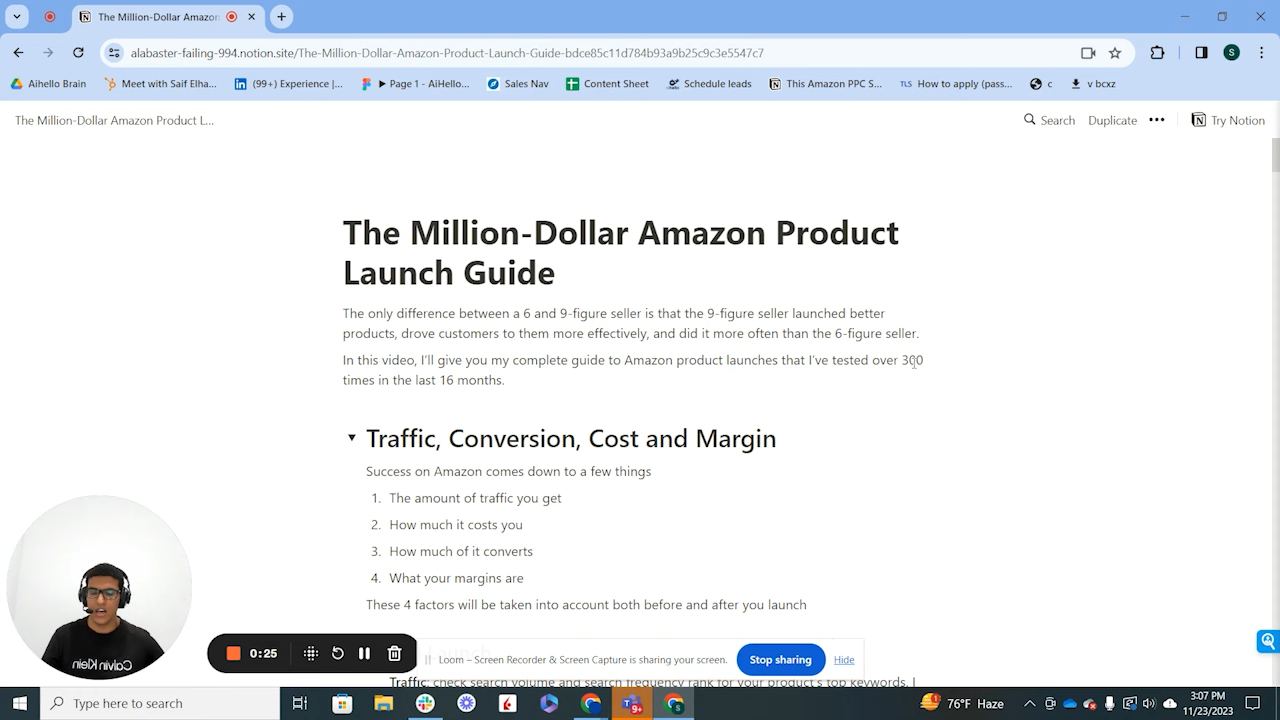 The Million-Dollar Amazon
alabaster-failing-994.notion.site/The-Million-Dollar-Amazon-Product-Launch-Guide-bdce85c11d784b93a9b25c9c3e5547c7
S
Aihello Brain
Meet with Saif Elha...
(99+) Experience |...
▶ Page 1 - AiHello...
Sales Nav
Content Sheet
Schedule leads
This Amazon PPC S...
TLS How to apply (pass...
c
v bcxz
The Million-Dollar Amazon Product L...
Search
Duplicate
•••
Try Notion
The Million-Dollar Amazon Product
Launch Guide
The only difference between a 6 and 9-figure seller is that the 9-figure seller launched better
products, drove customers to them more effectively, and did it more often than the 6-figure seller.
In this video, I'll give you my complete guide to Amazon product launches that I've tested over 300
times in the last 16 months.
Traffic, Conversion, Cost and Margin
Success on Amazon comes down to a few things
1. The amount of traffic you get
2. How much it costs you
3. How much of it converts
4. What your margins are
These 4 factors will be taken into account both before and after you launch
Calvin Klein
0:25
Loom – Screen Recorder & Screen Capture is sharing your screen.
Stop sharing
Hide
Traffic: check search volume and search frequency rank for your product's top keywords. I
Type here to search
9+
1
76°F Haze
3:07 PM
11/23/2023